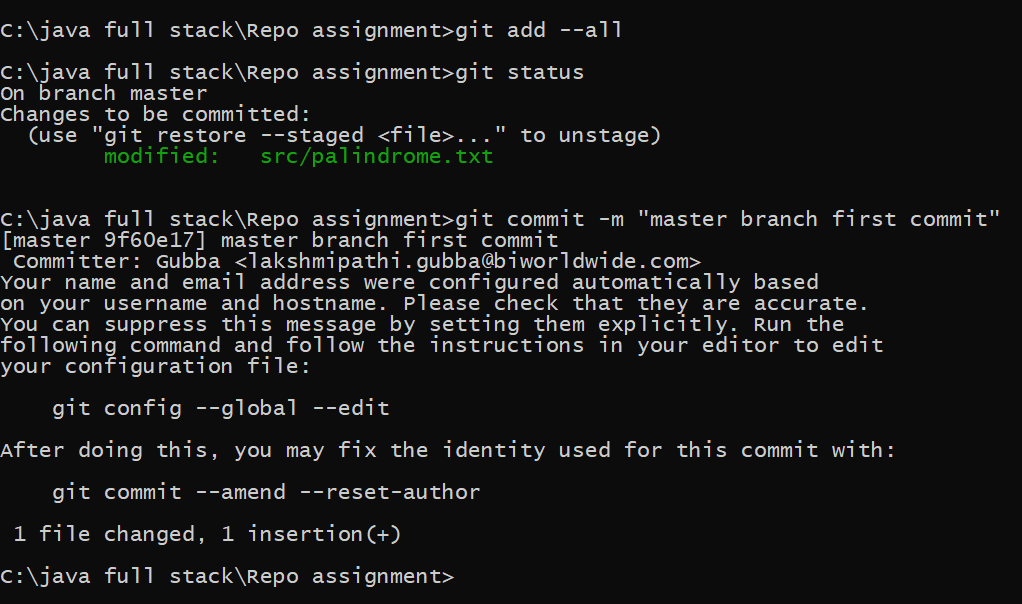 C:\java full stack\Repo assignment>git add --all
C:\java full stack\Repo assignment>git status
On branch master
Changes to be committed:
  (use "git restore --staged <file>..." to unstage)
        modified:   src/palindrome.txt
C:\java full stack\Repo assignment>git commit -m "master branch first commit"
[master 9f60e17] master branch first commit
 Committer: Gubba <lakshmipathi.gubba@biworldwide.com>
Your name and email address were configured automatically based
on your username and hostname. Please check that they are accurate.
You can suppress this message by setting them explicitly. Run the
following command and follow the instructions in your editor to edit
your configuration file:
    git config --global --edit
After doing this, you may fix the identity used for this commit with:
    git commit --amend --reset-author
 1 file changed, 1 insertion(+)
C:\java full stack\Repo assignment>